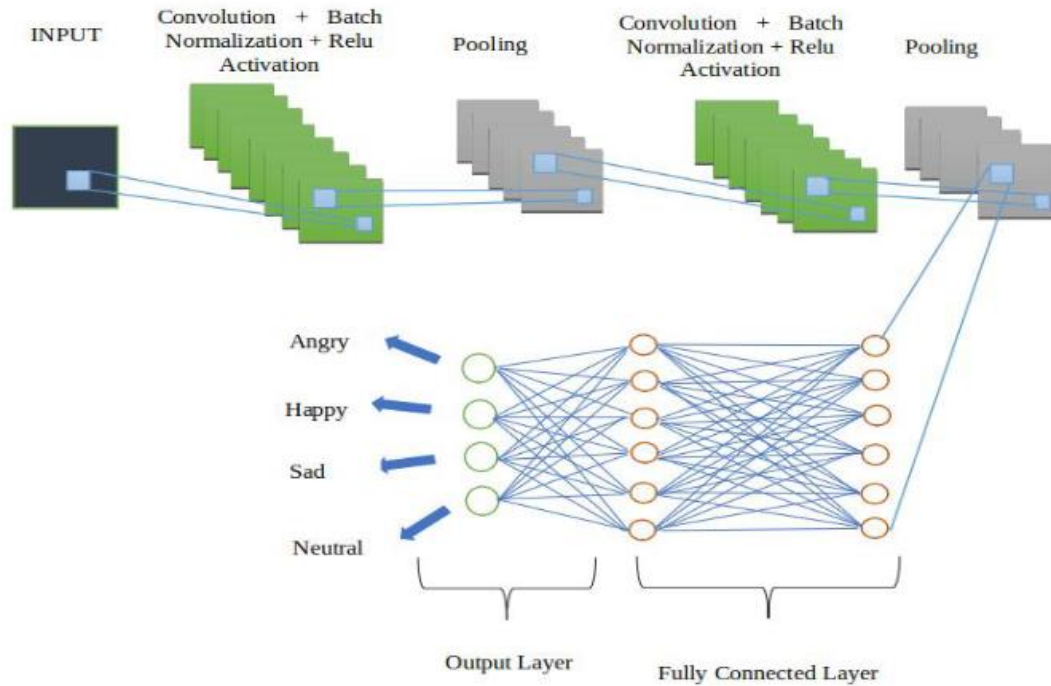 INPUT
Convolution + Batch
Normalization + Relu
Activation
Pooling
Convolution + Batch
Normalization + Relu
Activation
Pooling
Angry
Happy
Sad
Neutral
Output Layer
Fully Connected Layer